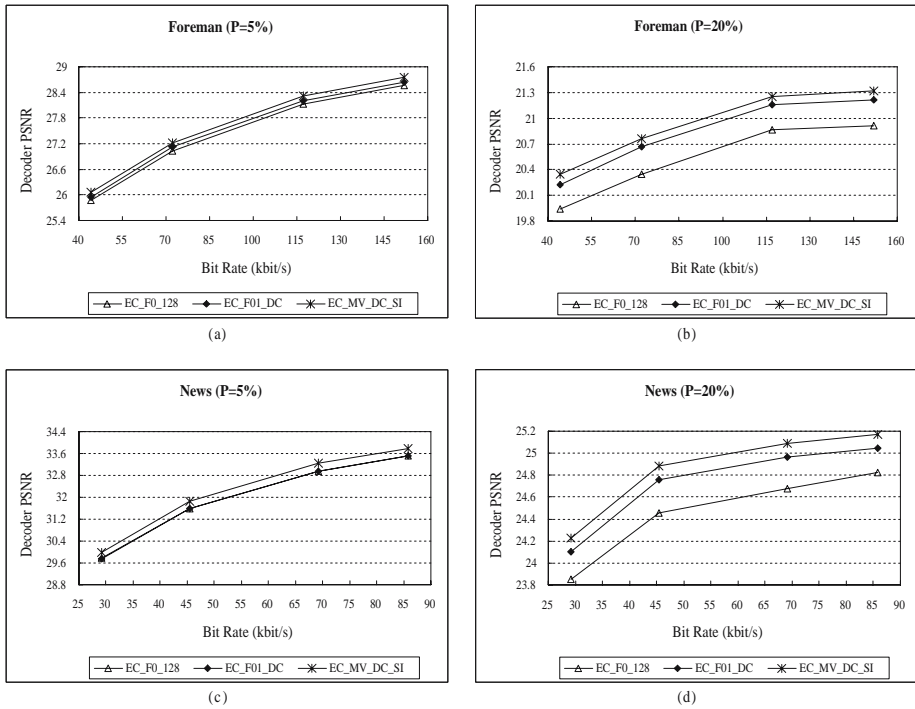 Foreman (P=5%)
Decoder PSNR
29
28.4
27.8
27.2
26.6
26
25.4
40 55 70 85 100 115 130 145 160
Bit Rate (kbit/s)
EC_F0_128 EC_F01_DC EC_MV_DC_SI
(a)
Foreman (P=20%)
Decoder PSNR
21.6
21.3
21
20.7
20.4
20.1
19.8
40 55 70 85 100 115 130 145 160
Bit Rate (kbit/s)
EC_F0_128 EC_F01_DC EC_MV_DC_SI
(b)
News (P=5%)
Decoder PSNR
34.4
33.6
32.8
32
31.2
30.4
29.6
28.8
25 30 35 40 45 50 55 60 65 70 75 80 85 90
Bit Rate (kbit/s)
EC_F0_128 EC_F01_DC EC_MV_DC_SI
(c)
News (P=20%)
Decoder PSNR
25.2
25
24.8
24.6
24.4
24.2
24
23.8
25 30 35 40 45 50 55 60 65 70 75 80 85 90
Bit Rate (kbit/s)
EC_F0_128 EC_F01_DC EC_MV_DC_SI
(d)